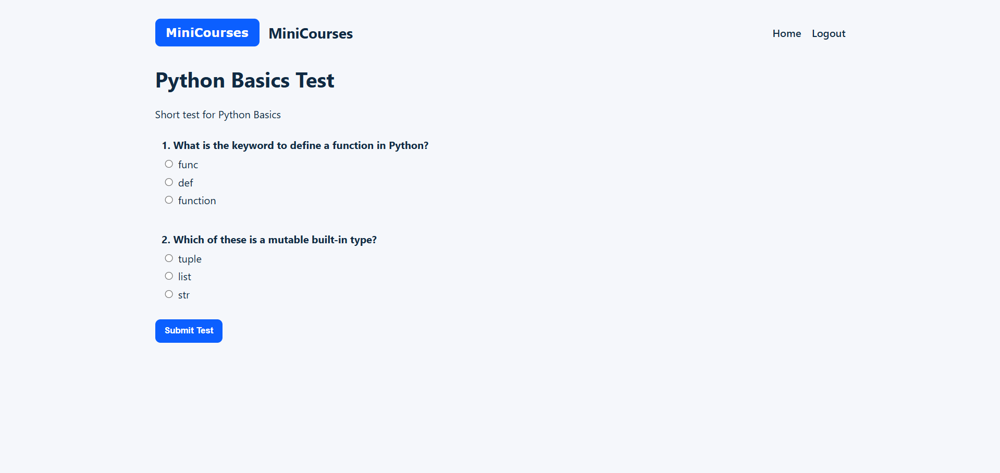 MiniCourses MiniCourses Home Logout
Python Basics Test
Short test for Python Basics
1. What is the keyword to define a function in Python?
func
def
function
2. Which of these is a mutable built-in type?
tuple
list
str
Submit Test